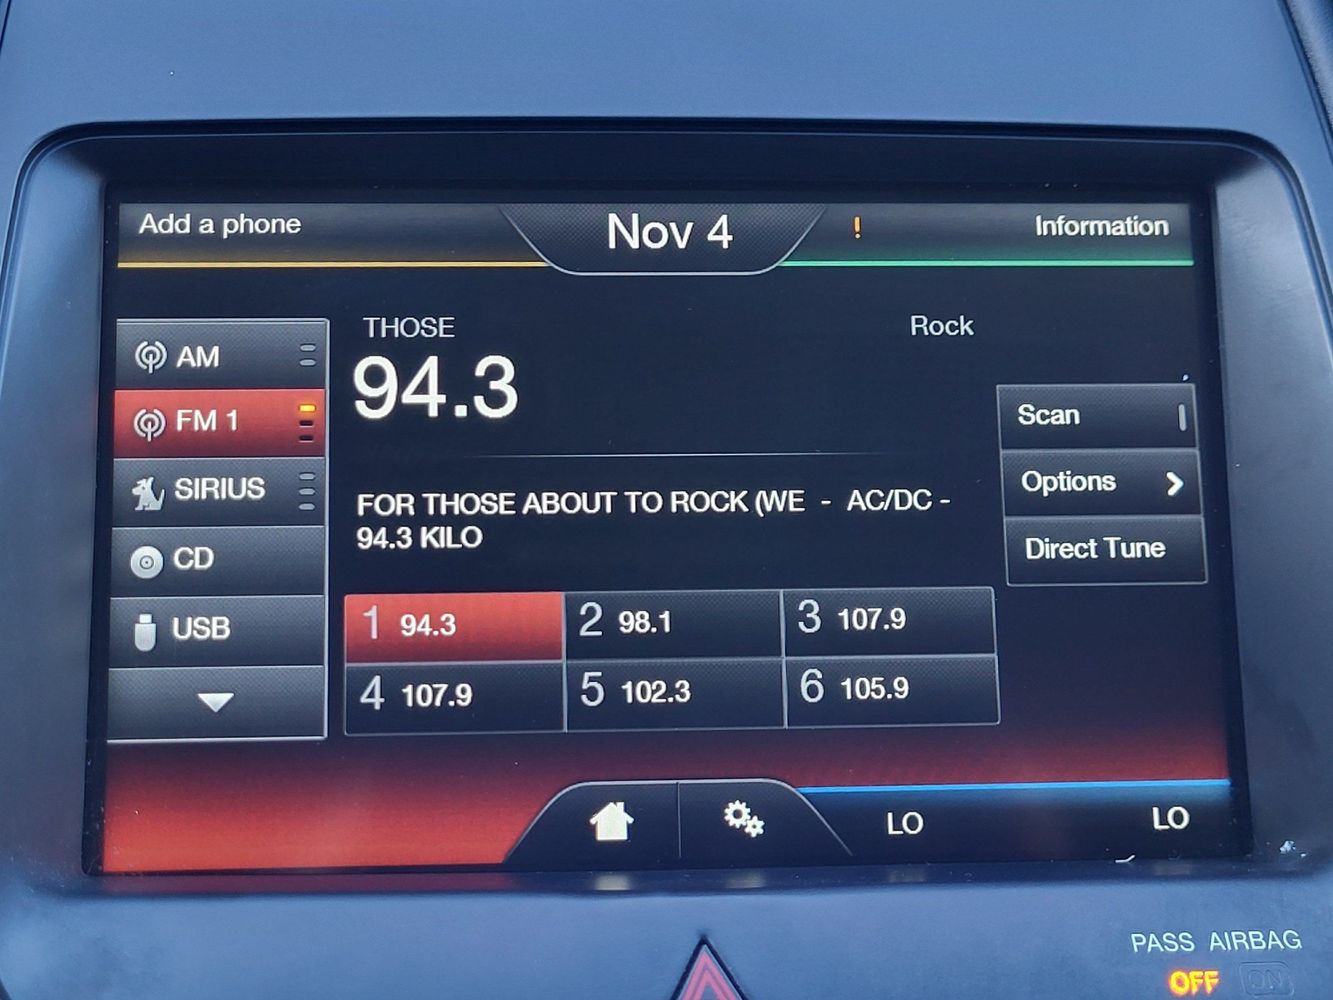 Add a phone
Nov 4
!
Information
AM
FM 1
SIRIUS
CD
USB
THOSE
Rock
94.3
FOR THOSE ABOUT TO ROCK (WE - AC/DC -
94.3 KILO
Scan
Options
Direct Tune
1 94.3
2 98.1
3 107.9
4 107.9
5 102.3
6 105.9
LO
LO
PASS AIRBAG
OFF ON